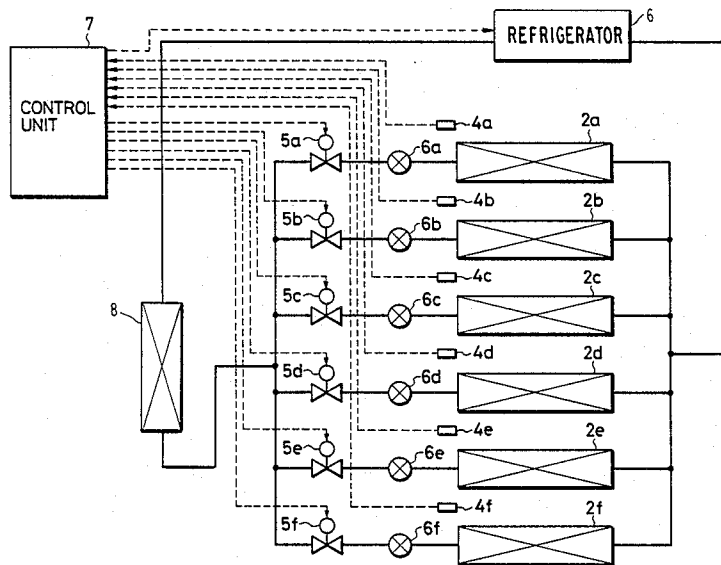 7
6
REFRIGERATOR
CONTROL
UNIT
4a
2a
5a
6a
4b
2b
5b
6b
4c
2c
5c
6c
8
4d
2d
5d
6d
4e
2e
5e
6e
4f
2f
5f
6f